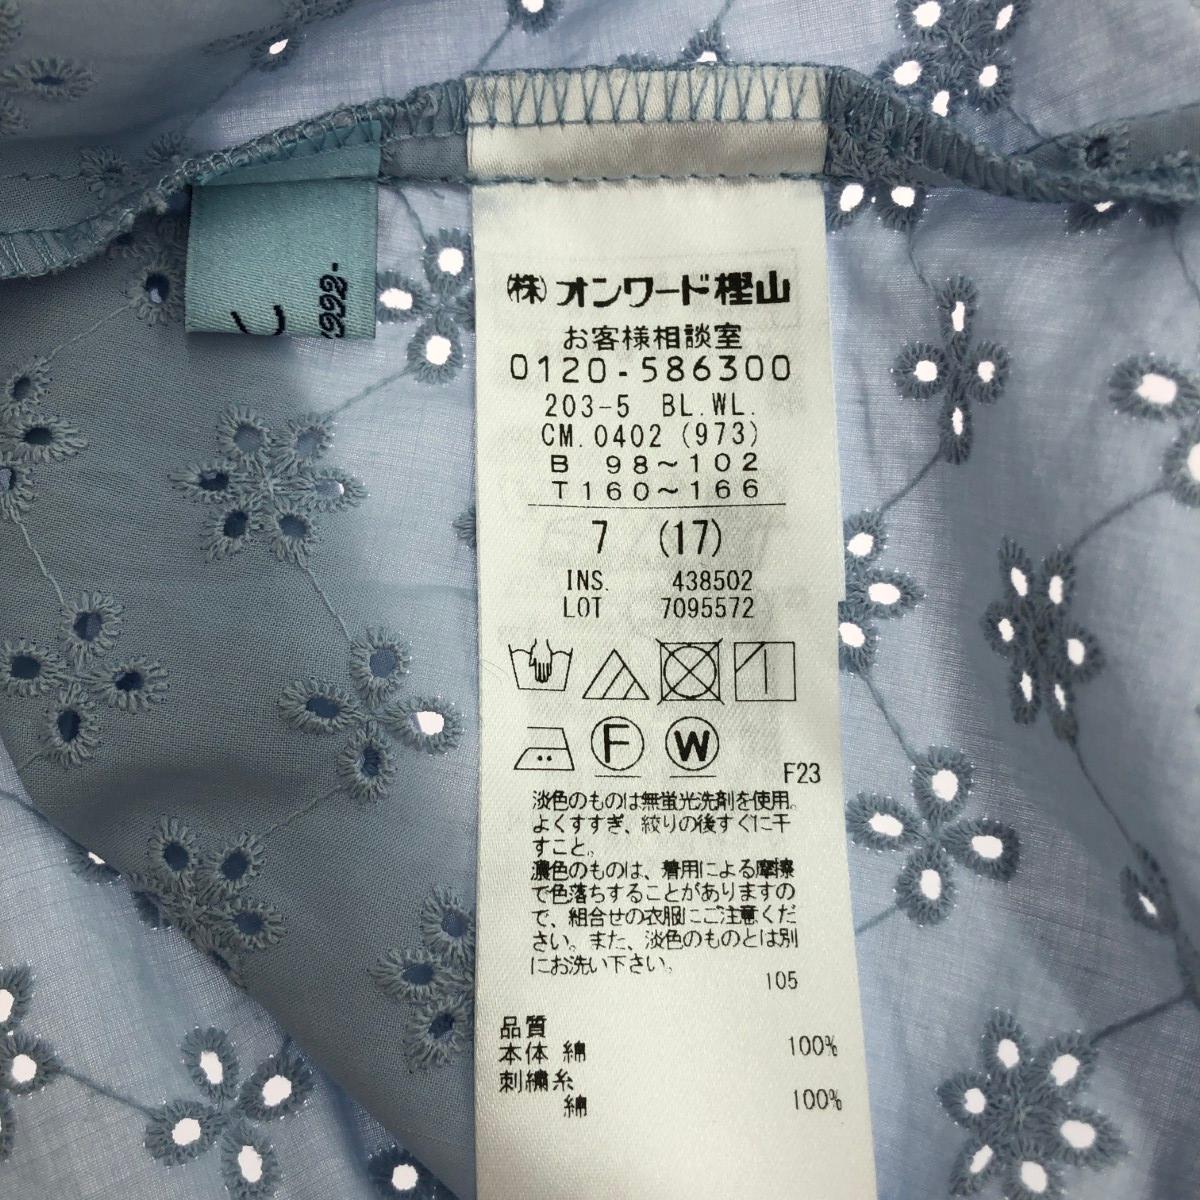 1992-
(株)オンワード樫山
お客様相談室
0120-586300
203-5 BL.WL.
CM.0402(973)
B 98~102
T160~166
7 (17)
INS. 438502
LOT 7095572
F
W
F23
淡色のものは無蛍光洗剤を使用。
よくすすぎ、絞りの後すぐに干
すこと。
濃色のものは、着用による摩擦
で色落ちすることがありますの
で、組合せの衣服にご注意くだ
さい。また、淡色のものとは別
にお洗い下さい。
105
品質
本体 綿 100%
刺繍糸
綿 100%